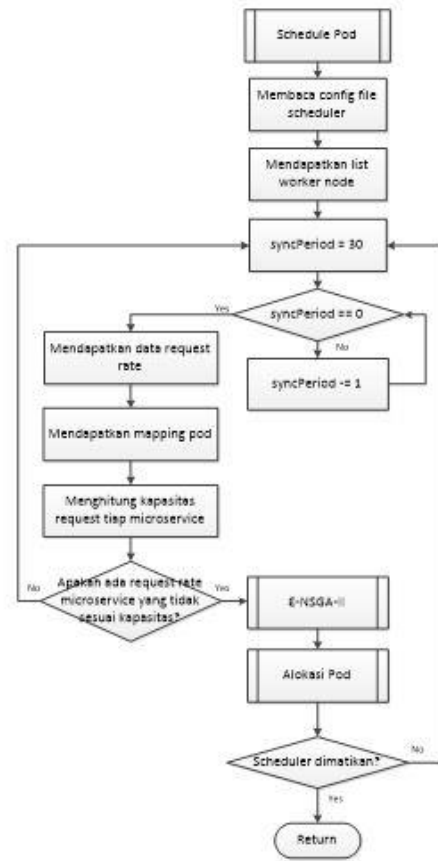 Schedule Pod
Membaca config file
scheduler
Mendapatkan list
worker node
syncPeriod = 30
syncPeriod == 0
Yes
No
syncPeriod -= 1
Mendapatkan data request
rate
Mendapatkan mapping pod
Menghitung kapasitas
request tiap microservice
Apakah ada request rate
microservice yang tidak
sesuai kapasitas?
No
Yes
ε-NSGA-II
Alokasi Pod
Scheduler dimatikan?
No
Yes
Return